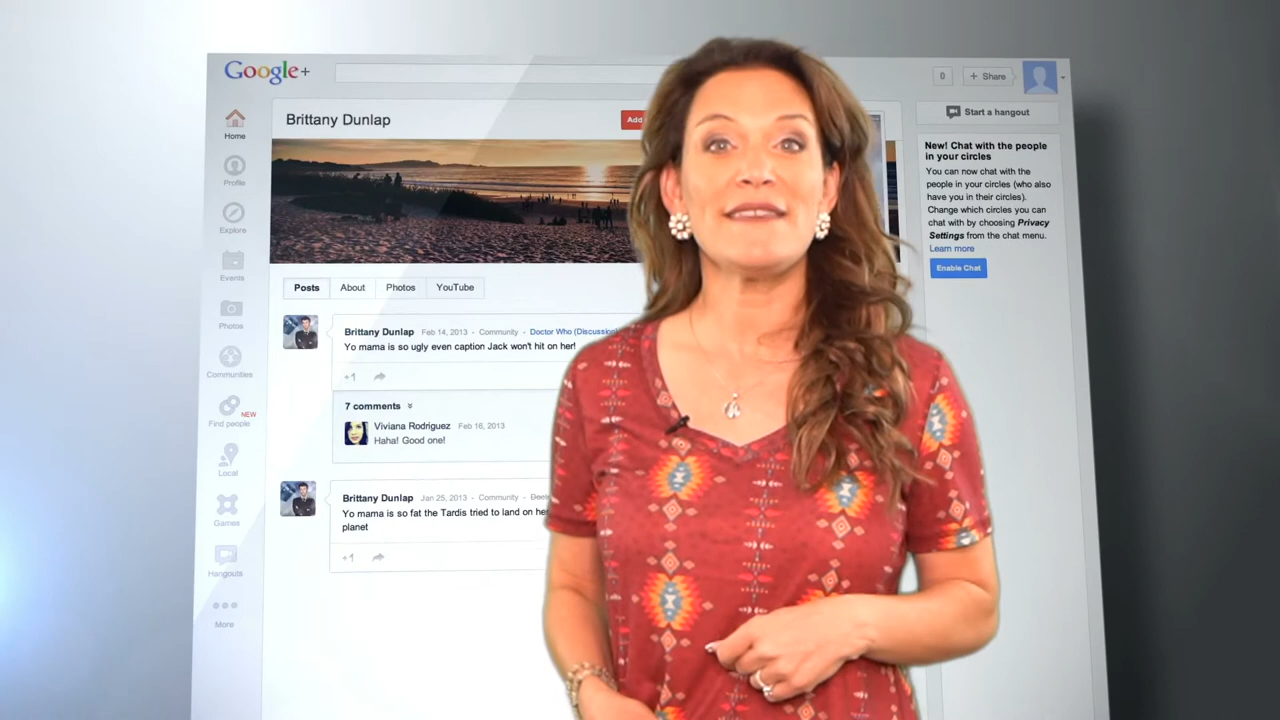 Google+
0
+ Share
Home
Profile
Explore
Events
Photos
Communities
Find people
NEW
Local
Games
Hangouts
More
Brittany Dunlap
Add
Posts
About
Photos
YouTube
Brittany Dunlap Feb 14, 2013 - Community - Doctor Who (Discussion
Yo mama is so ugly even caption Jack won't hit on her!
+1
7 comments
Viviana Rodriguez Feb 16, 2013
Haha! Good one!
Brittany Dunlap Jan 25, 2013 - Community -
Yo mama is so fat the Tardis tried to land on her
planet
+1
Start a hangout
New! Chat with the people
in your circles
You can now chat with the
people in your circles (who also
have you in their circles).
Change which circles you can
chat with by choosing Privacy
Settings from the chat menu.
Learn more
Enable Chat